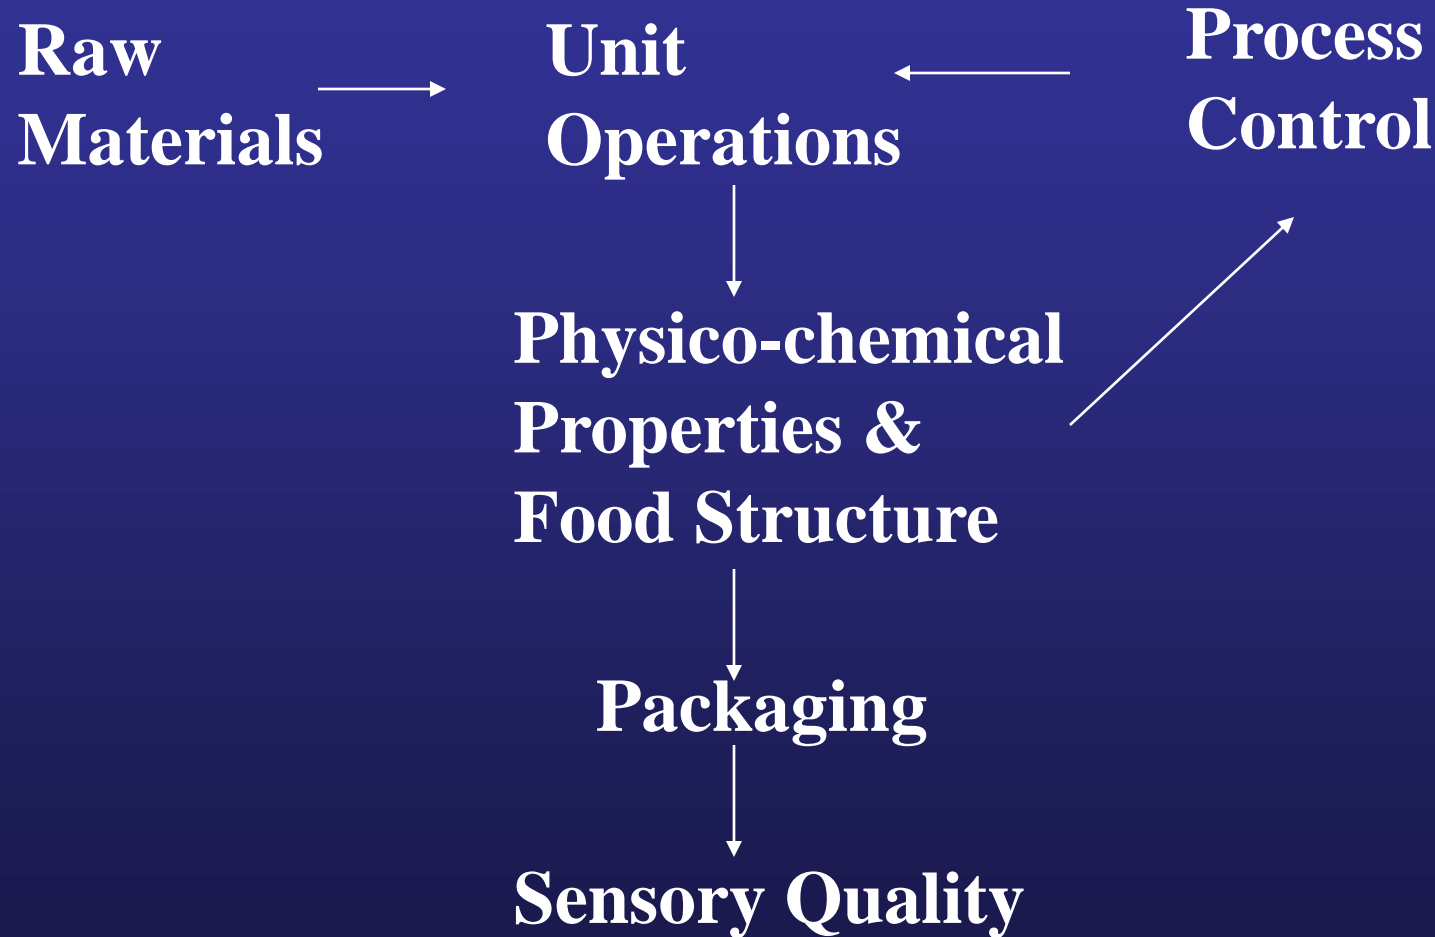 Raw
Materials
Unit
Operations
Process
Control
Physico-chemical
Properties &
Food Structure
Packaging
Sensory Quality